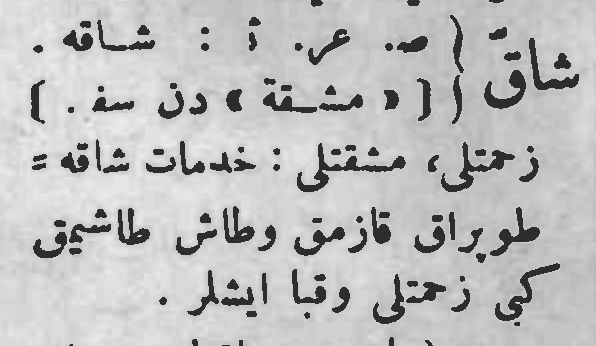 شاقّ { ص. عر. أ : شاقه .
} [ « مشقة » دن سف . ]
زحمتلی، مشقتلی : خدمات شاقه =
طوپراق قازمق وطاش طاشیمق
کبی زحمتلی وقبا ایشلر .